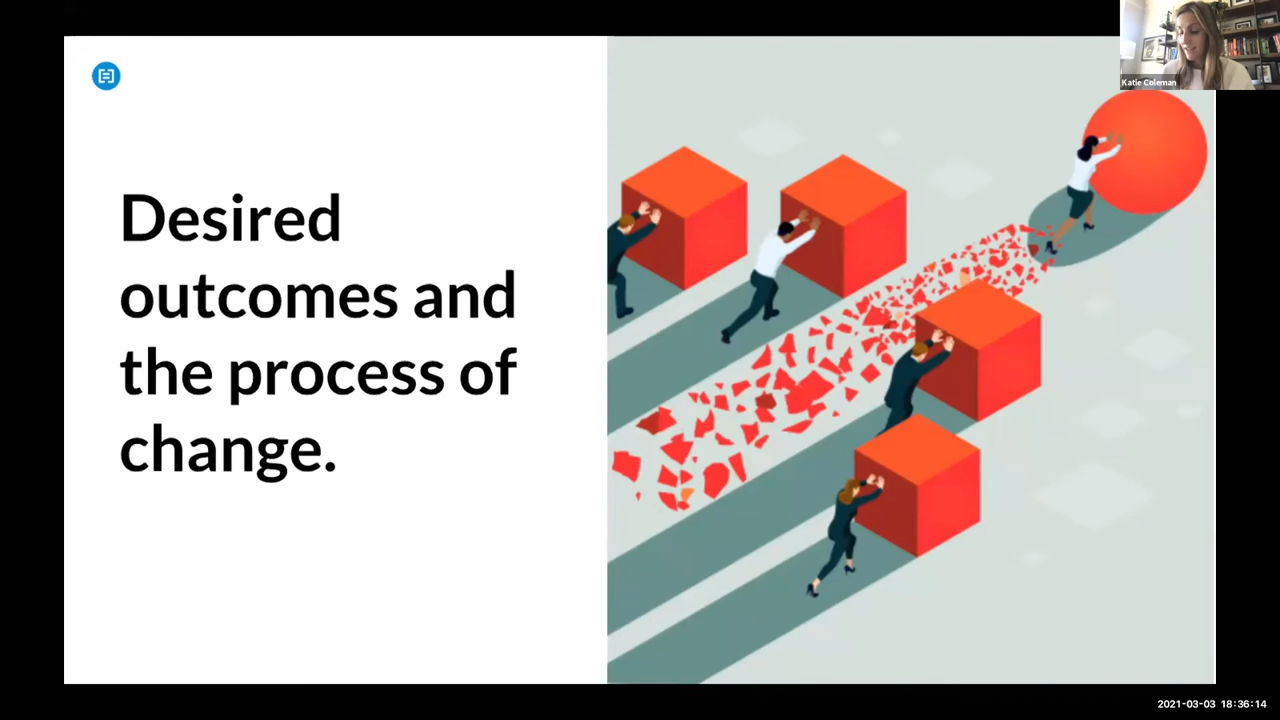 Katie Coleman
Desired
outcomes and
the process of
change.
2021-03-03 18:36:14